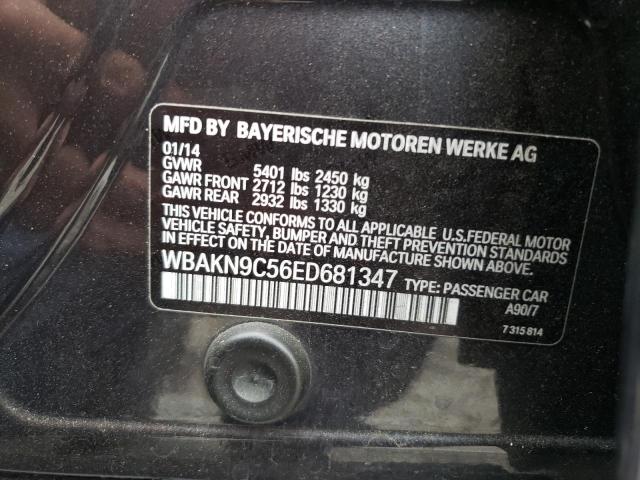 MFD BY BAYERISCHE MOTOREN WERKE AG
01/14
GVWR 5401 lbs 2450 kg
GAWR FRONT 2712 lbs 1230 kg
GAWR REAR 2932 lbs 1330 kg
THIS VEHICLE CONFORMS TO ALL APPLICABLE U.S.FEDERAL MOTOR
VEHICLE SAFETY, BUMPER AND THEFT PREVENTION STANDARDS
IN EFFECT ON THE DATE OF MANUFACTURE SHOWN ABOVE.
WBAKN9C56ED681347 TYPE: PASSENGER CAR
A90/7
7 315 814